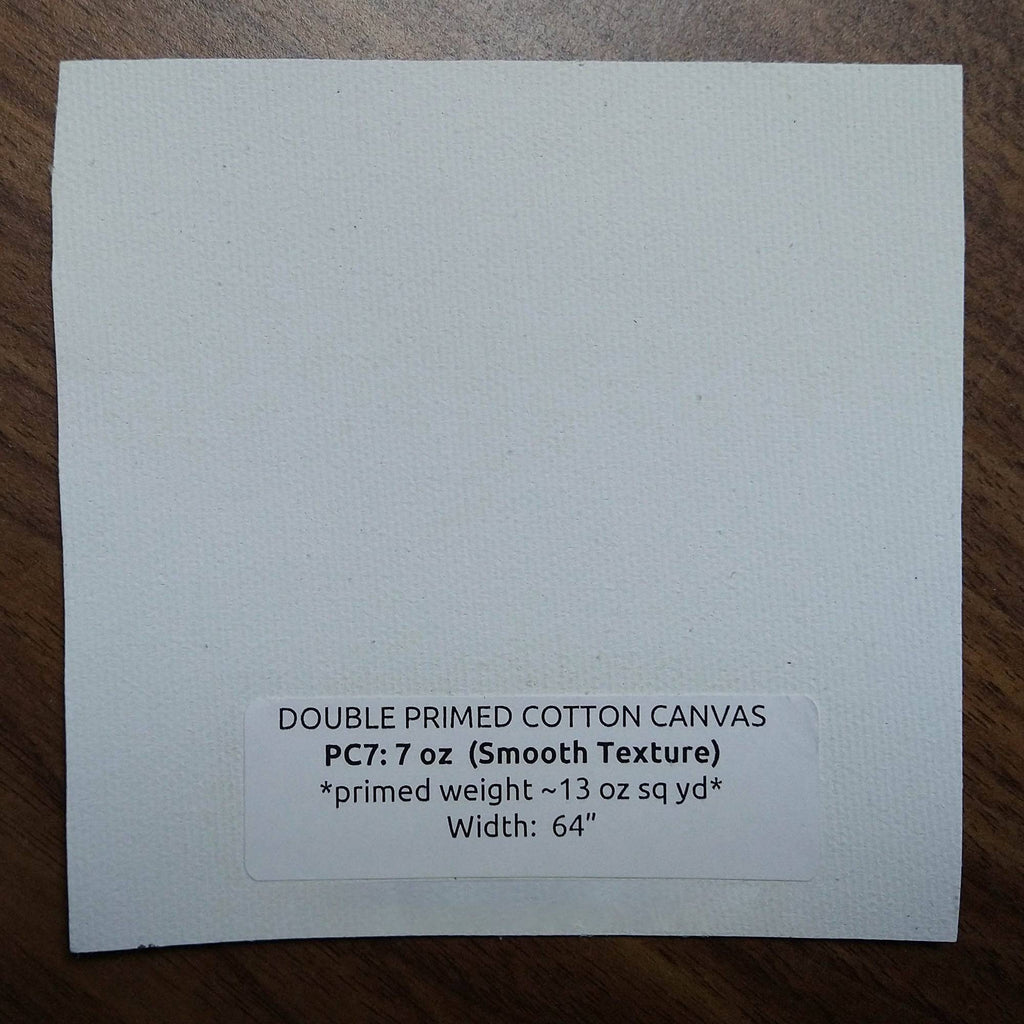 DOUBLE PRIMED COTTON CANVAS
PC7: 7 oz (Smooth Texture)
*primed weight ~13 oz sq yd*
Width: 64"